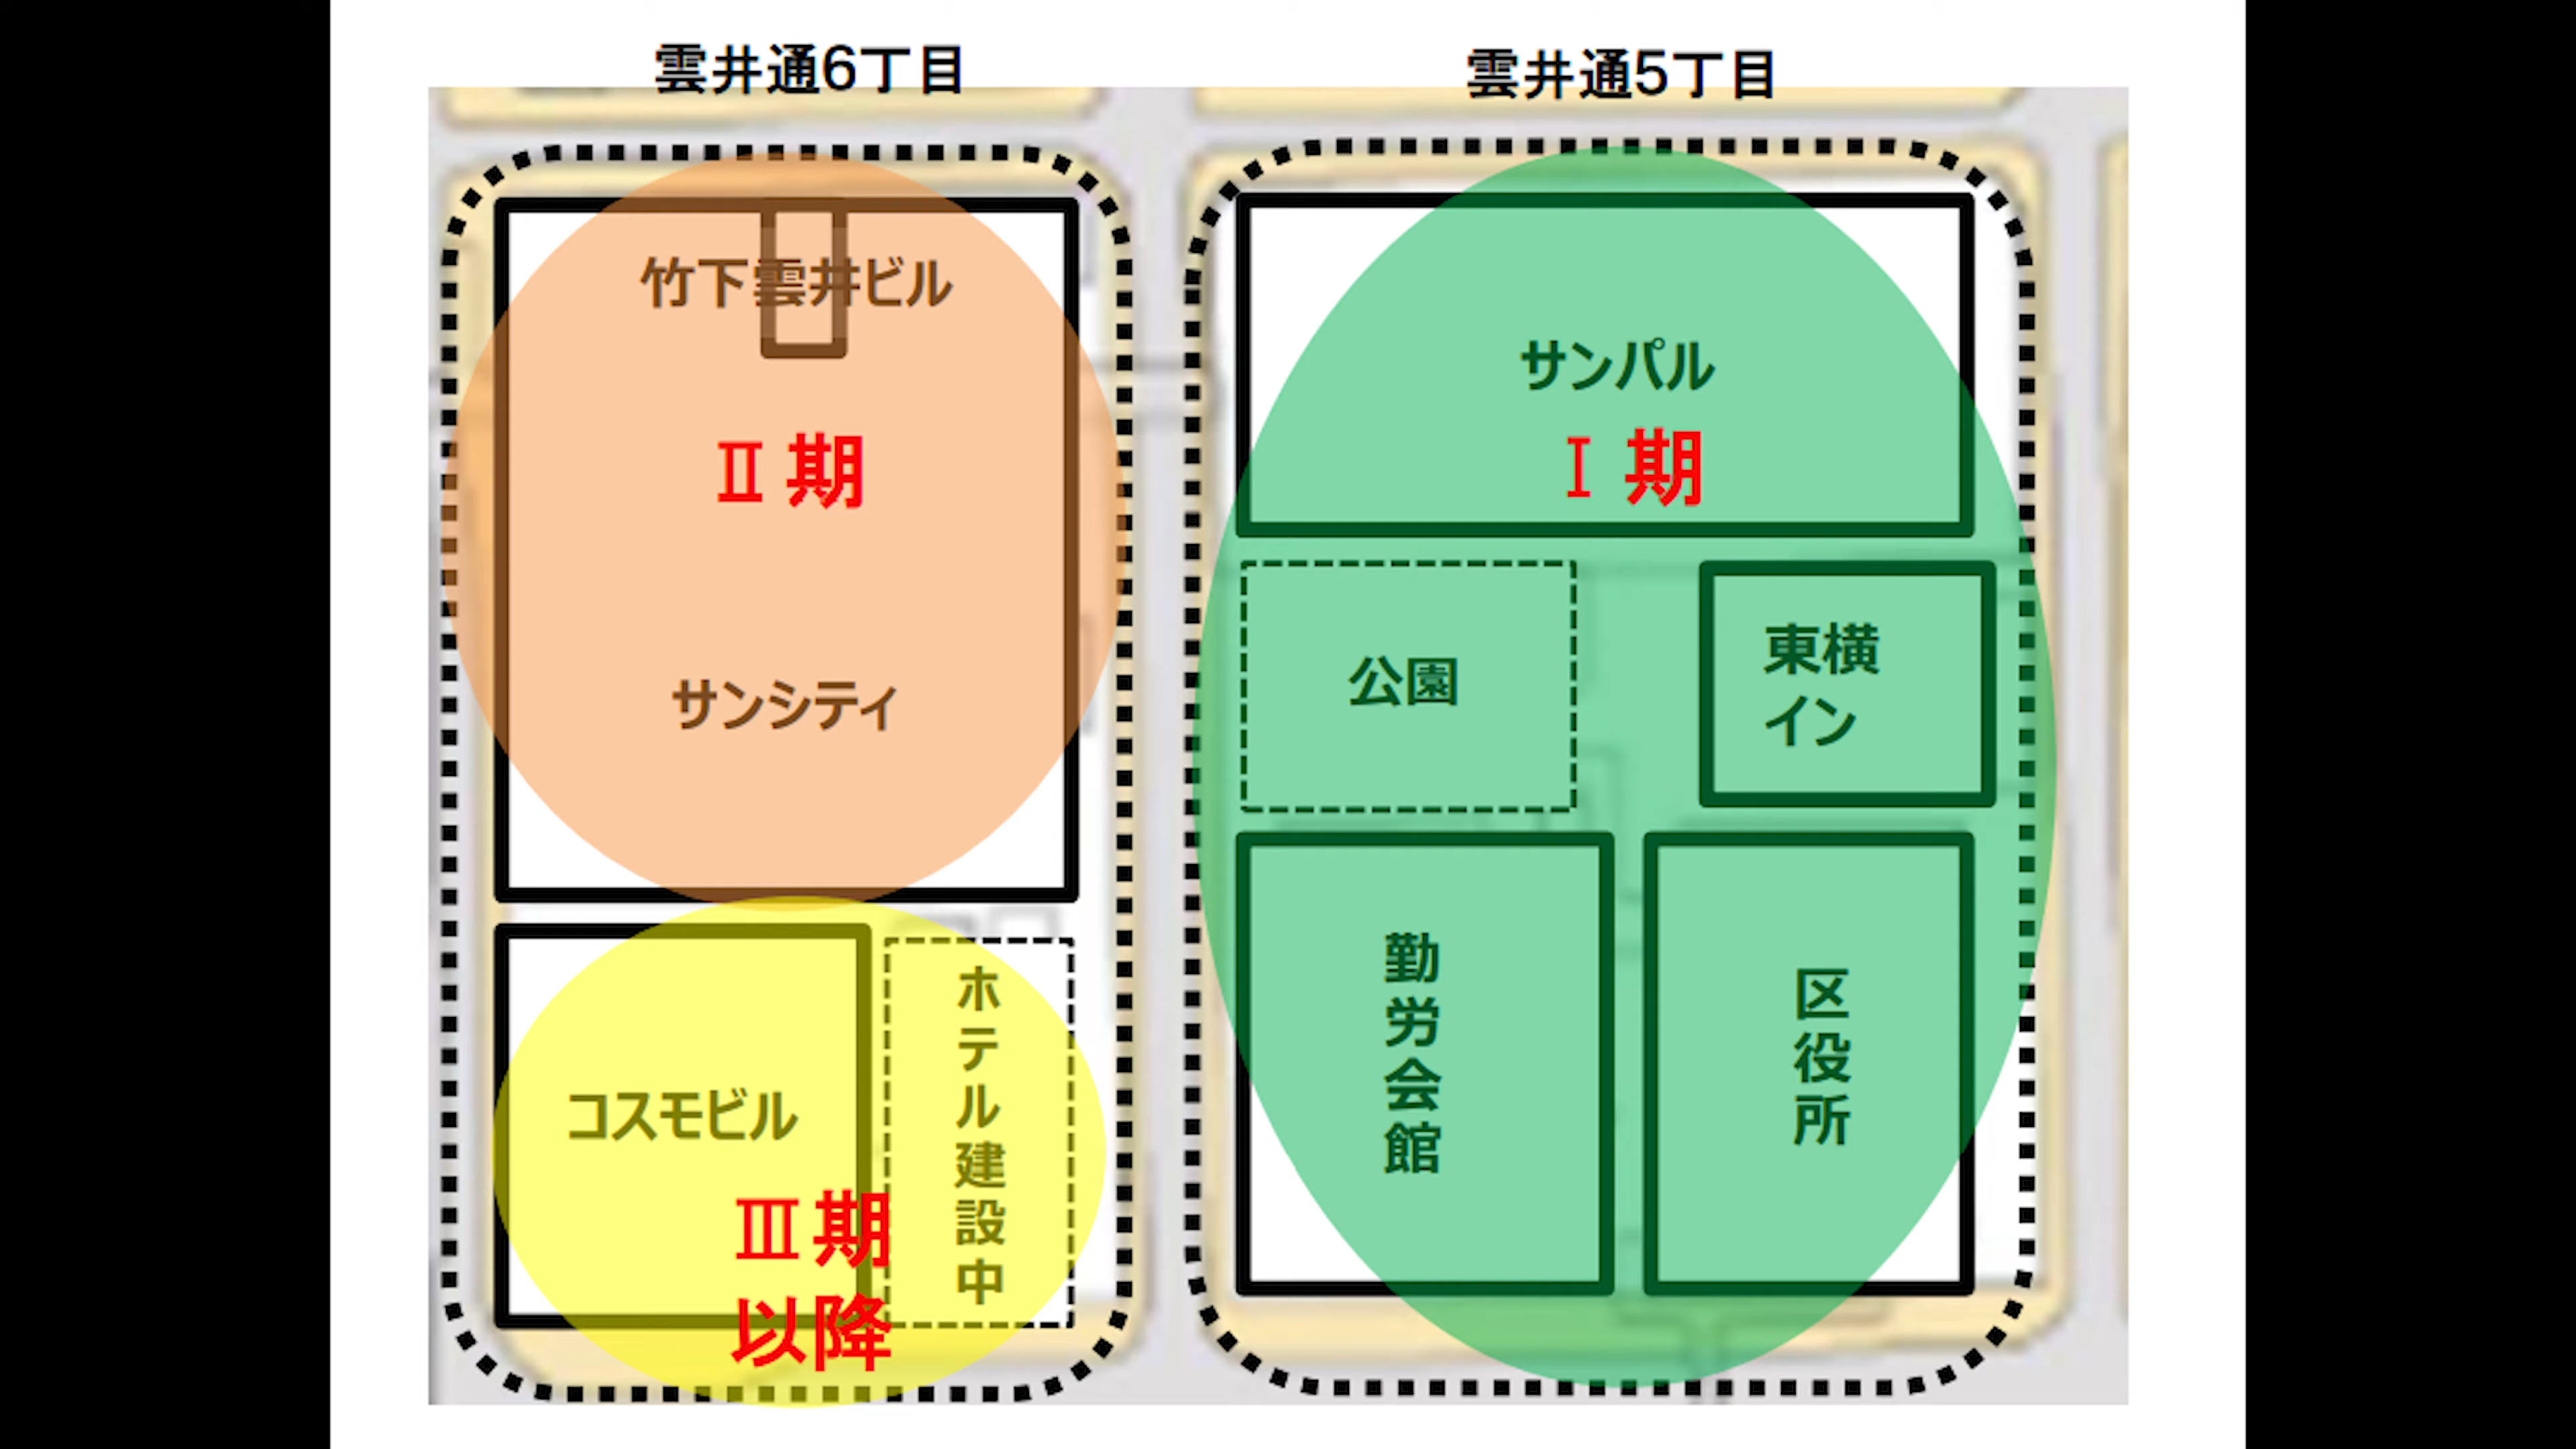 雲井通6丁目
雲井通5丁目
竹下雲井ビル
Ⅱ期
サンシティ
コスモビル
ホテル建設中
Ⅲ期
以降
サンパル
Ⅰ期
公園
東横
イン
勤労会館
区役所